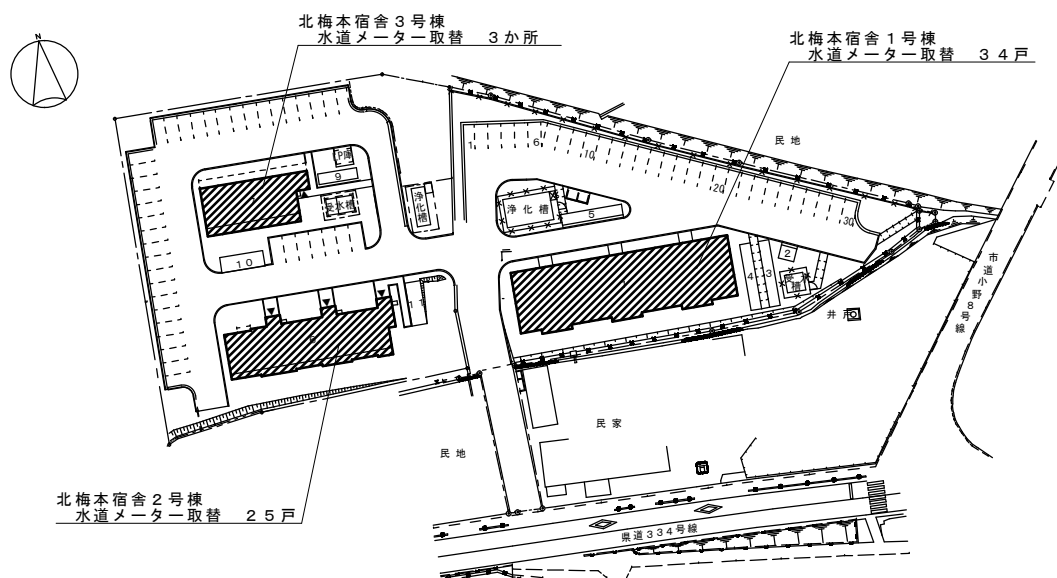 北梅本宿舎３号棟
水道メーター取替　３か所
北梅本宿舎１号棟
水道メーター取替　３４戸
N
民地
1
6
10
20
30
9
受水槽
浄化槽
浄化槽
5
10
11
4
3
2
井戸
市道小野８号線
民家
民地
北梅本宿舎２号棟
水道メーター取替　２５戸
県道３３４号線